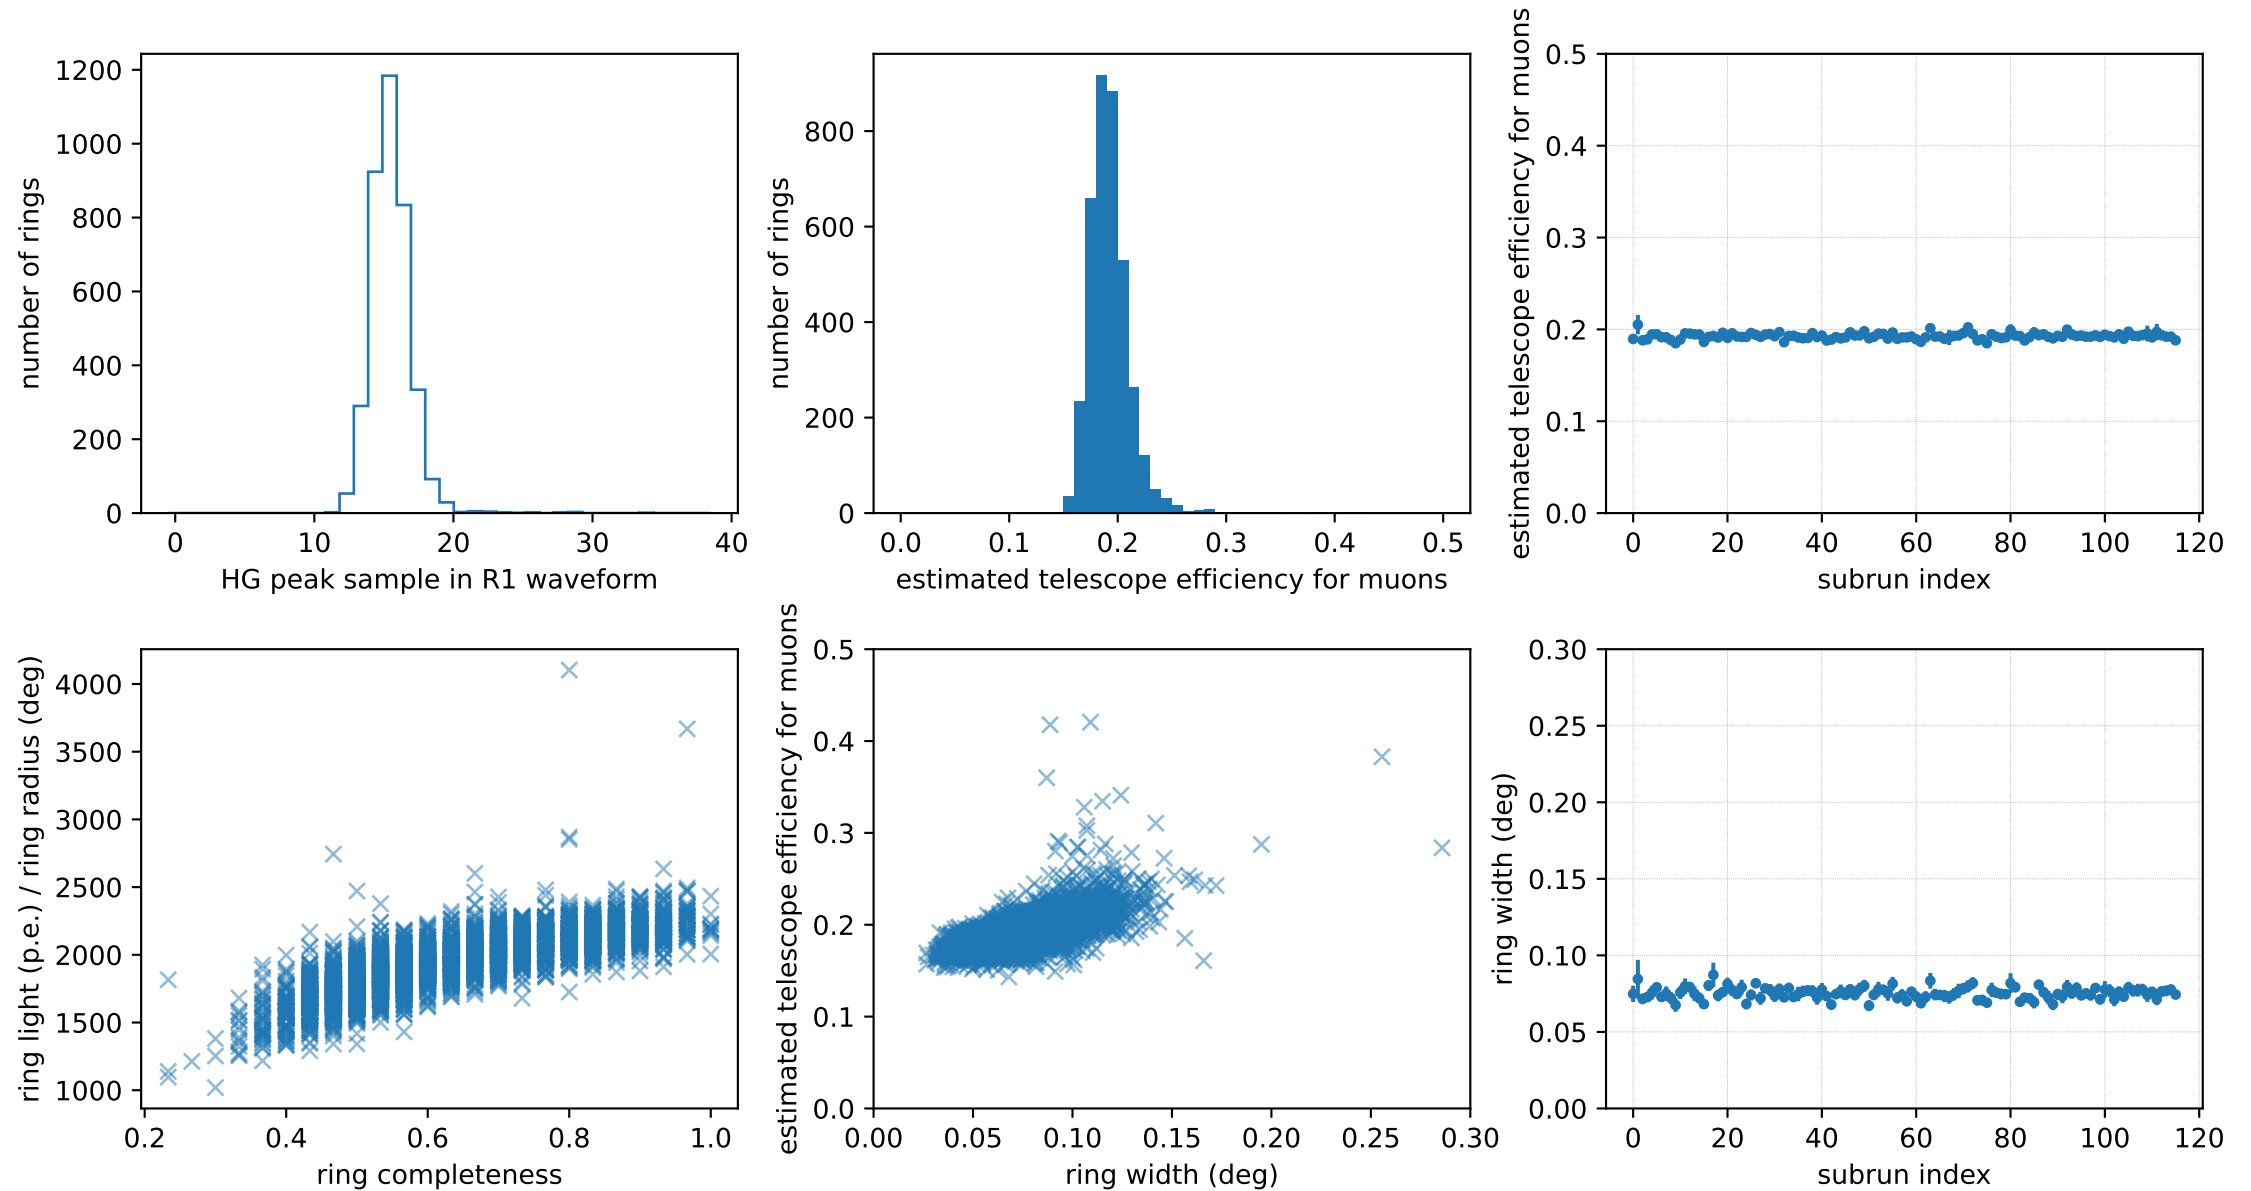 number of rings
1200
1000
800
600
400
200
0
0 10 20 30 40
HG peak sample in R1 waveform
number of rings
800
600
400
200
0
0.0 0.1 0.2 0.3 0.4 0.5
estimated telescope efficiency for muons
estimated telescope efficiency for muons
0.5
0.4
0.3
0.2
0.1
0.0
0 20 40 60 80 100 120
subrun index
ring light (p.e.) / ring radius (deg)
4000
3500
3000
2500
2000
1500
1000
0.2 0.4 0.6 0.8 1.0
ring completeness
estimated telescope efficiency for muons
0.5
0.4
0.3
0.2
0.1
0.0
0.00 0.05 0.10 0.15 0.20 0.25 0.30
ring width (deg)
ring width (deg)
0.30
0.25
0.20
0.15
0.10
0.05
0.00
0 20 40 60 80 100 120
subrun index